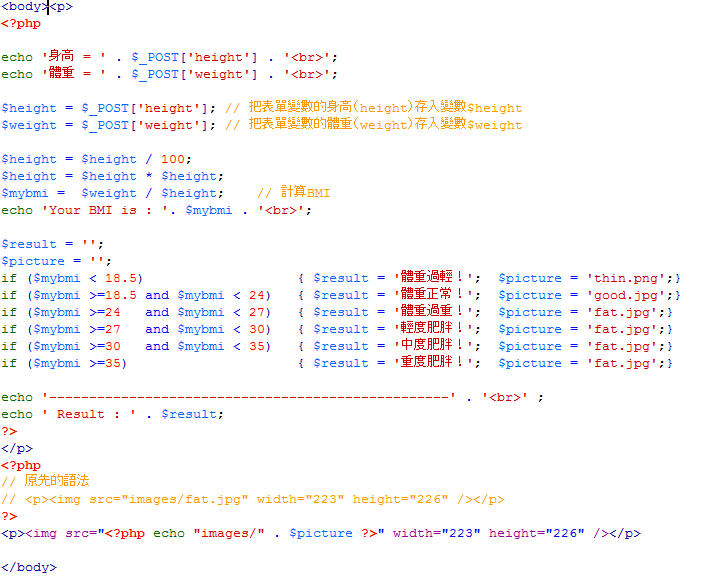 <body><p>
<?php
echo '身高 = ' . $_POST['height'] . '<br>';
echo '體重 = ' . $_POST['weight'] . '<br>';
$height = $_POST['height']; // 把表單變數的身高(height)存入變數$height
$weight = $_POST['weight']; // 把表單變數的體重(weight)存入變數$weight
$height = $height / 100;
$height = $height * $height;
$mybmi =  $weight / $height;    // 計算BMI
echo 'Your BMI is : '. $mybmi . '<br>';
$result = '';
$picture = '';
if ($mybmi < 18.5)                   { $result = '體重過輕！';  $picture = 'thin.png';}
if ($mybmi >=18.5 and $mybmi < 24)   { $result = '體重正常！';  $picture = 'good.jpg';}
if ($mybmi >=24   and $mybmi < 27)   { $result = '體重過重！';  $picture = 'fat.jpg';}
if ($mybmi >=27   and $mybmi < 30)   { $result = '輕度肥胖！';  $picture = 'fat.jpg';}
if ($mybmi >=30   and $mybmi < 35)   { $result = '中度肥胖！';  $picture = 'fat.jpg';}
if ($mybmi >=35)                     { $result = '重度肥胖！';  $picture = 'fat.jpg';}
echo '--------------------------------------------------' . '<br>' ;
echo ' Result : ' . $result;
?>
</p>
<?php
// 原先的語法
// <p><img src="images/fat.jpg" width="223" height="226" /></p>
?>
<p><img src="<?php echo "images/" . $picture ?>" width="223" height="226" /></p>
</body>